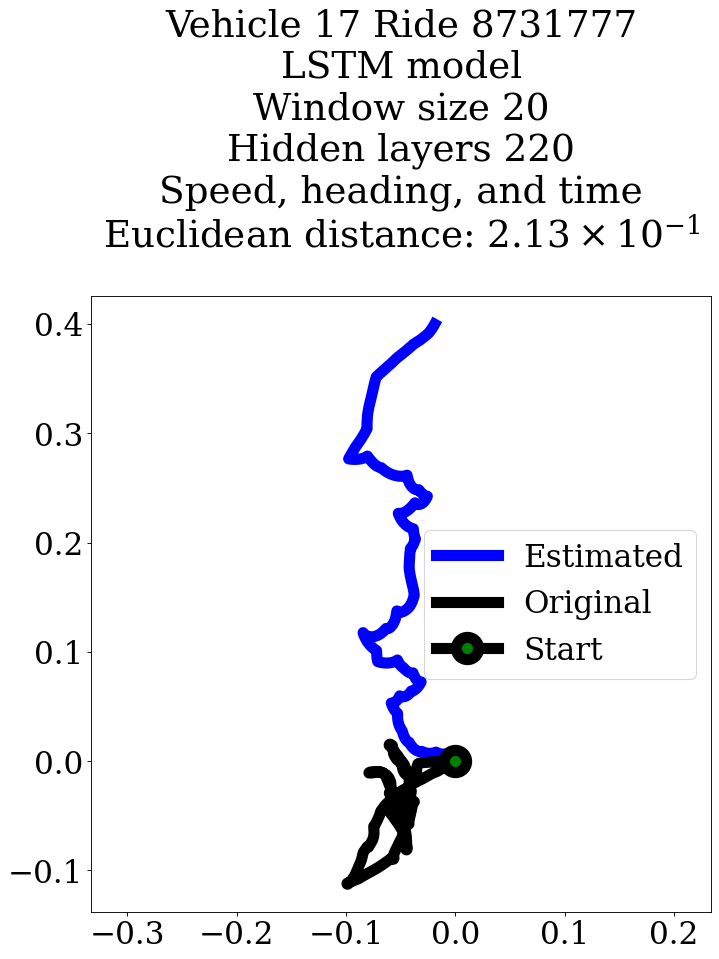 Vehicle 17 Ride 8731777
LSTM model
Window size 20
Hidden layers 220
Speed, heading, and time
Euclidean distance: 2.13 × 10⁻¹
0.4
0.3
0.2
0.1
0.0
−0.1
Estimated
Original
Start
−0.3 −0.2 −0.1 0.0 0.1 0.2